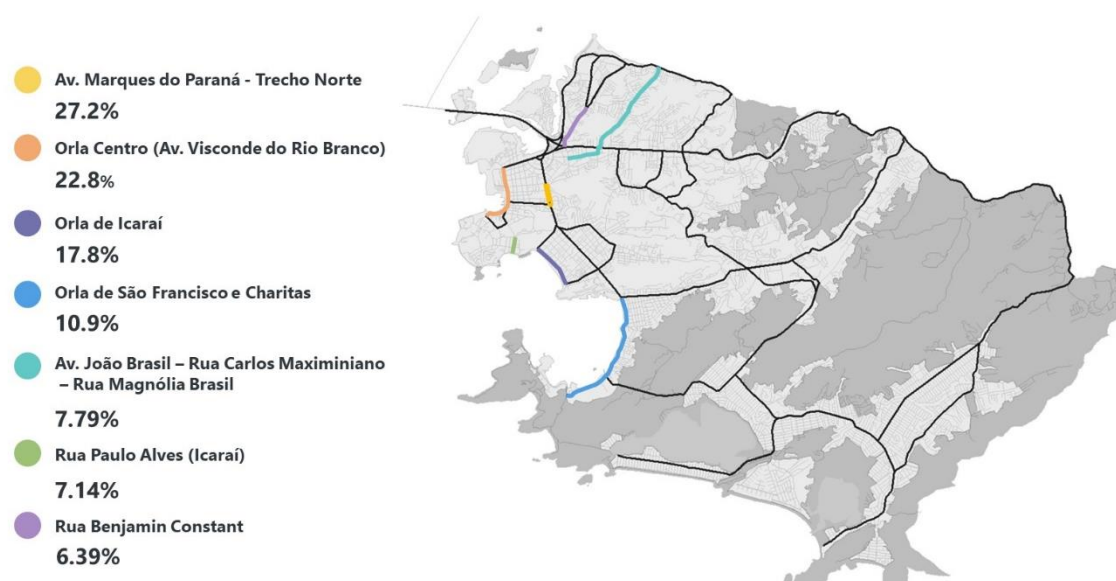 Av. Marques do Paraná - Trecho Norte
27.2%
Orla Centro (Av. Visconde do Rio Branco)
22.8%
Orla de Icaraí
17.8%
Orla de São Francisco e Charitas
10.9%
Av. João Brasil – Rua Carlos Maximiniano
– Rua Magnólia Brasil
7.79%
Rua Paulo Alves (Icaraí)
7.14%
Rua Benjamin Constant
6.39%